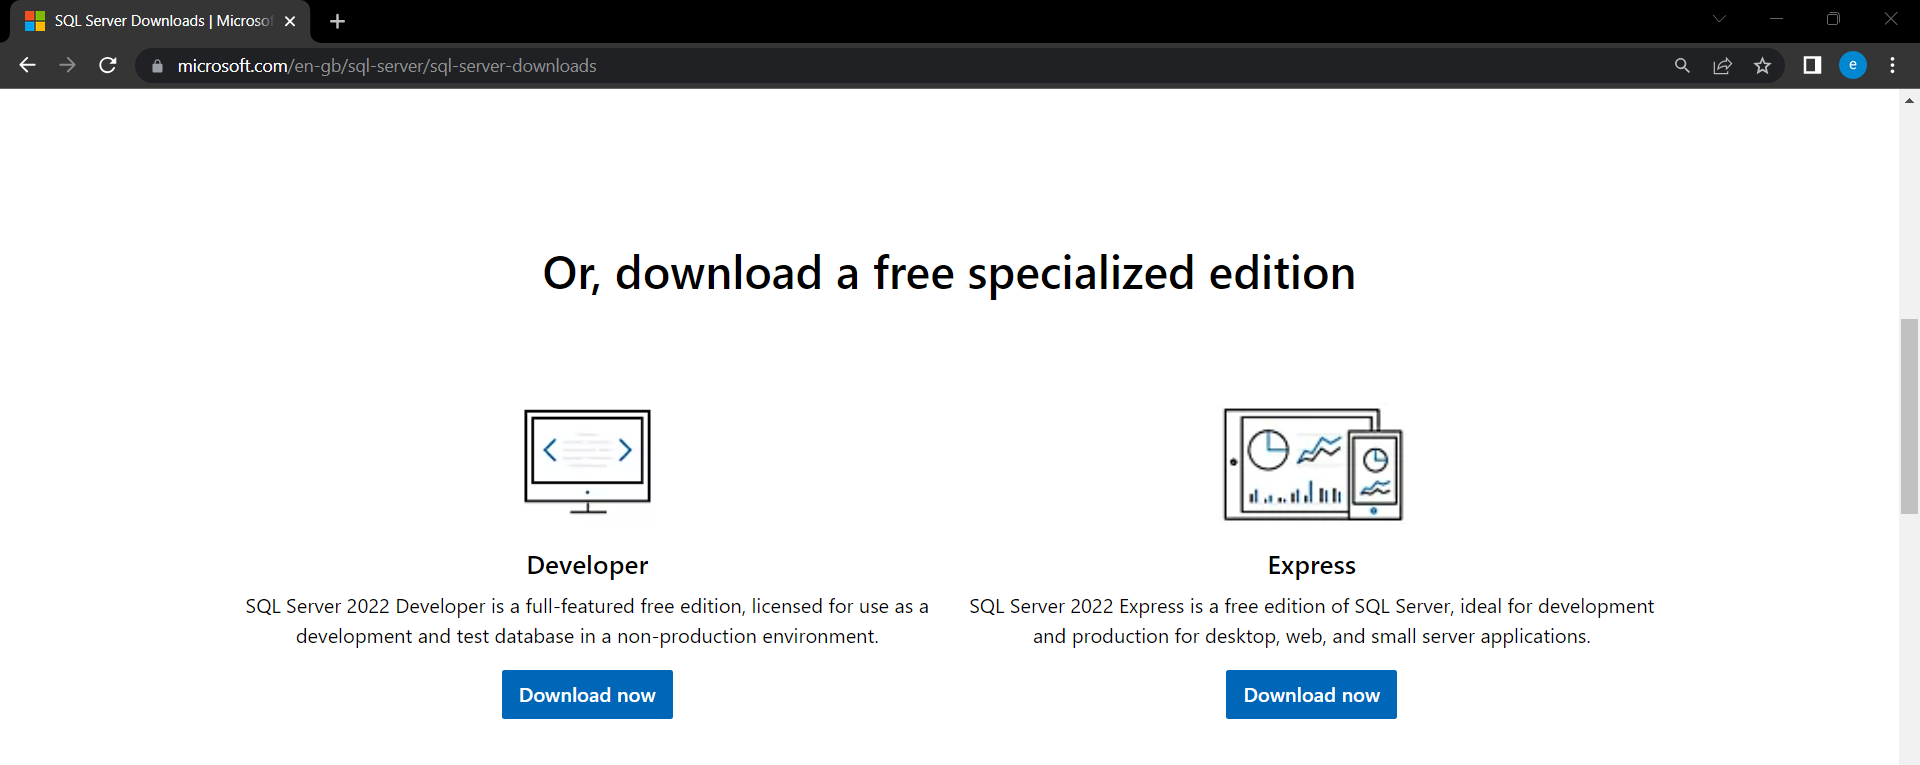 SQL Server Downloads | Microsof
microsoft.com/en-gb/sql-server/sql-server-downloads
e
Or, download a free specialized edition
Developer
SQL Server 2022 Developer is a full-featured free edition, licensed for use as a
development and test database in a non-production environment.
Download now
Express
SQL Server 2022 Express is a free edition of SQL Server, ideal for development
and production for desktop, web, and small server applications.
Download now